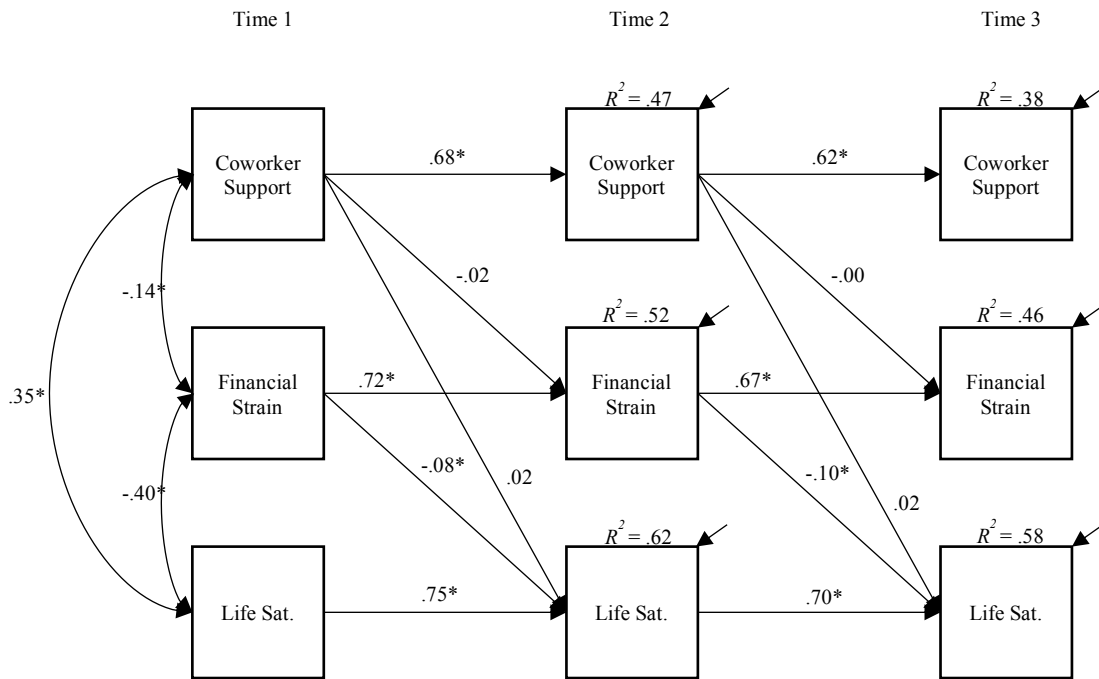 Time 1
Time 2
Time 3
R² = .47
R² = .38
Coworker
Support
.68*
Coworker
Support
.62*
Coworker
Support
-.14*
-.02
-.00
R² = .52
R² = .46
.35*
Financial
Strain
.72*
Financial
Strain
.67*
Financial
Strain
-.40*
-.08*
.02
-.10*
.02
R² = .62
R² = .58
Life Sat.
.75*
Life Sat.
.70*
Life Sat.